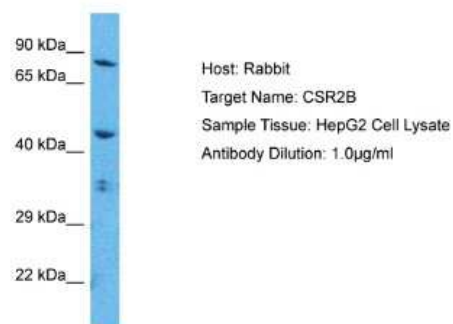 90 kDa__
65 kDa__
40 kDa__
29 kDa__
22 kDa__
Host: Rabbit
Target Name: CSR2B
Sample Tissue: HepG2 Cell Lysate
Antibody Dilution: 1.0µg/ml